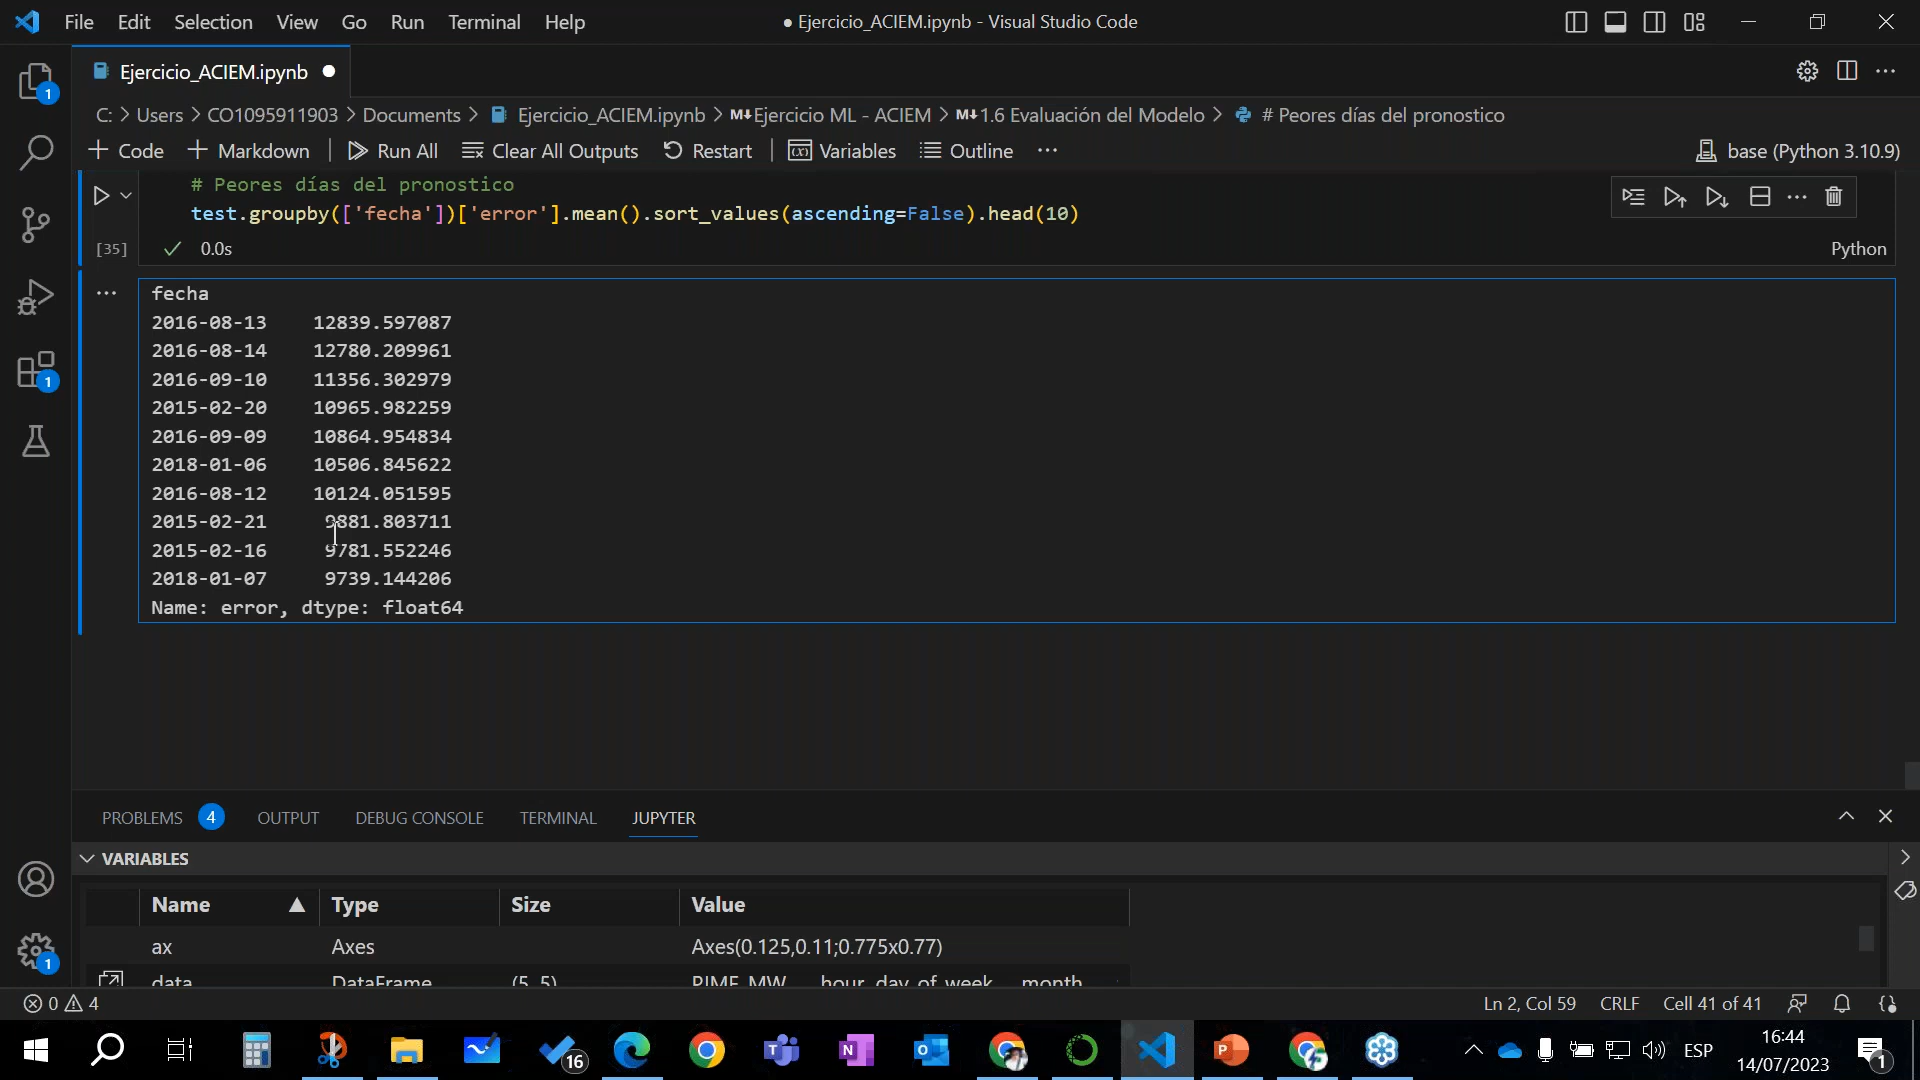 File Edit Selection View Go Run Terminal Help
● Ejercicio_ACIEM.ipynb - Visual Studio Code
Ejercicio_ACIEM.ipynb ●
C: > Users > CO1095911903 > Documents > Ejercicio_ACIEM.ipynb > M↓Ejercicio ML - ACIEM > M↓1.6 Evaluación del Modelo > # Peores días del pronostico
+ Code + Markdown Run All Clear All Outputs Restart Variables Outline ... base (Python 3.10.9)
# Peores días del pronostico
test.groupby(['fecha'])['error'].mean().sort_values(ascending=False).head(10)
[35] ✓ 0.0s Python
fecha
2016-08-13 12839.597087
2016-08-14 12780.209961
2016-09-10 11356.302979
2015-02-20 10965.982259
2016-09-09 10864.954834
2018-01-06 10506.845622
2016-08-12 10124.051595
2015-02-21 9881.803711
2015-02-16 9781.552246
2018-01-07 9739.144206
Name: error, dtype: float64
PROBLEMS 4 OUTPUT DEBUG CONSOLE TERMINAL JUPYTER
VARIABLES
Name Type Size Value
ax Axes Axes(0.125,0.11;0.775x0.77)
data DataFrame (5, 5) hour day_of_week month
0 4 Ln 2, Col 59 CRLF Cell 41 of 41
16 ESP 16:44
14/07/2023 1